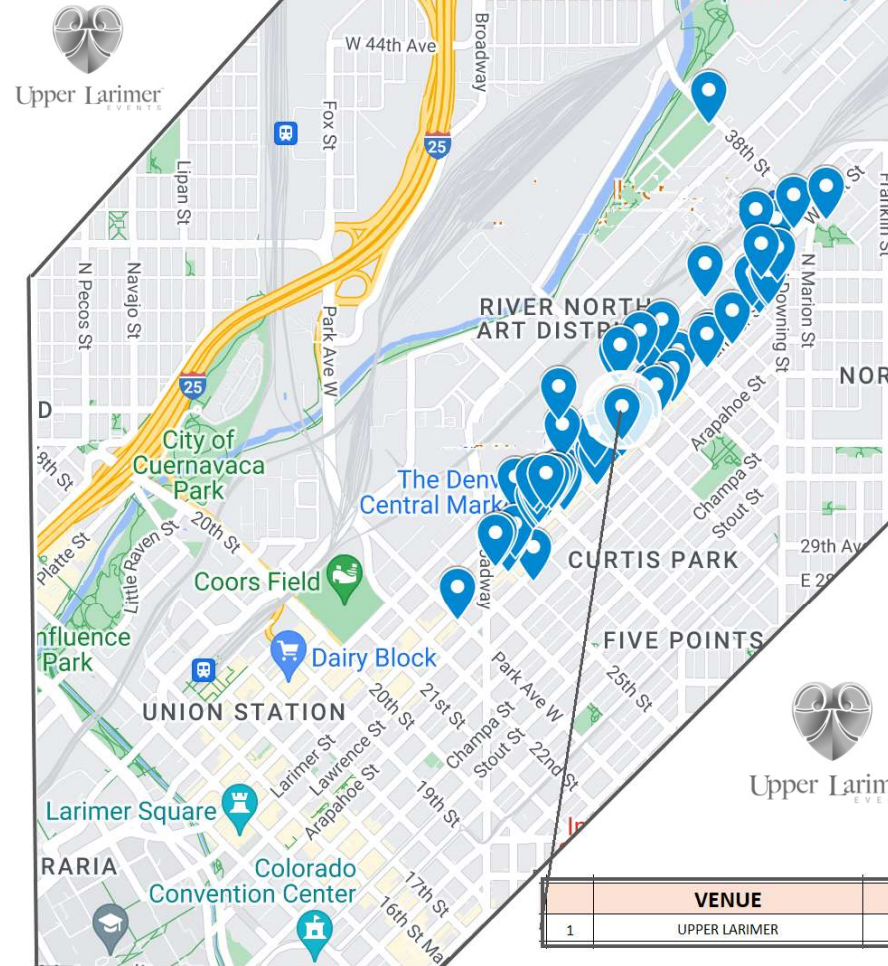 Upper Larimer
EVENTS
W 44th Ave
Broadway
25
Fox St
38th St
Lipan St
N Pecos St
Navajo St
Park Ave W
N Marion St
Downing St
RIVER NORTH
ART
25
NOR
D
City of
Cuernavaca
Park
Arapahoe St
The Denv
Central Mark
Champa St
Stout St
8th St
20th St
Platte St
Little Raven St
29th Av
CURTIS PARK
Coors Field
adway
nfluence
Park
FIVE POINTS
Dairy Block
Park Ave W
25th St
UNION STATION
20th St
21st St
Champa St
Stout St
22nd St
Larimer St
Lawrence St
Arapahoe St
19th St
Upper Larim
EVE
Larimer Square
RARIA
Colorado
Convention Center
17th St
16th St Ma
VENUE
1 UPPER LARIMER